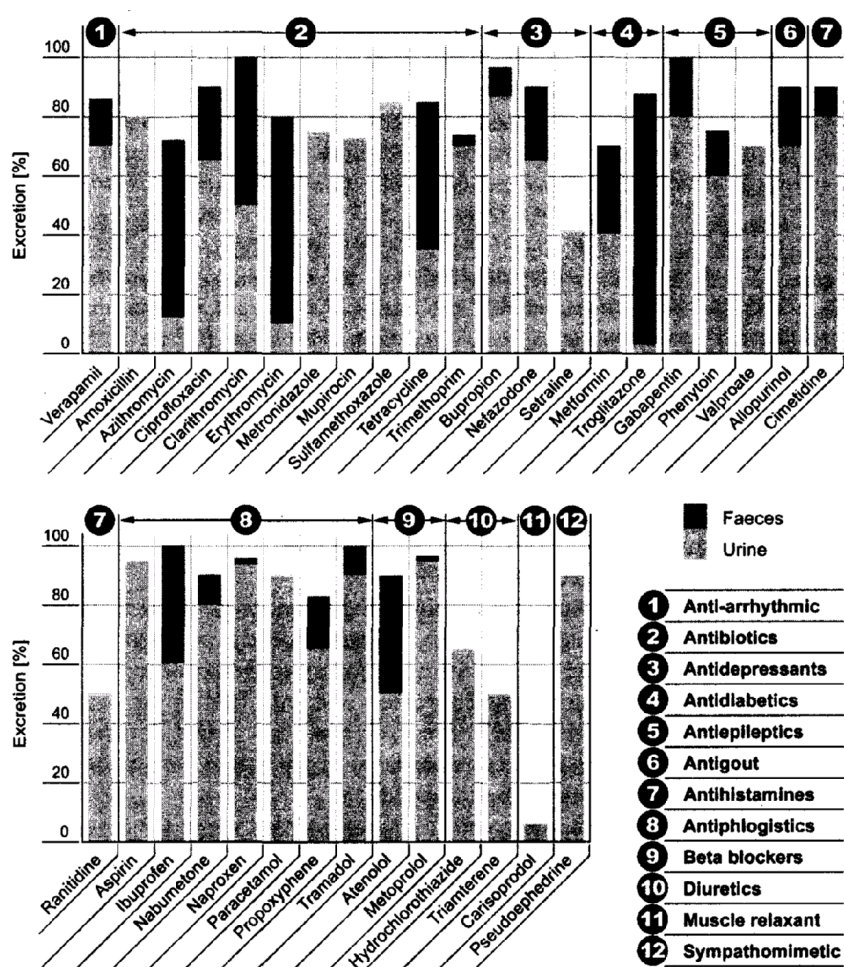 1 2 3 4 5 6 7
Excretion [%]
100
80
60
40
20
0
Verapamil
Amoxicillin
Azithromycin
Ciprofloxacin
Clarithromycin
Erythromycin
Metronidazole
Mupirocin
Sulfamethoxazole
Tetracycline
Trimethoprim
Bupropion
Nefazodone
Setraline
Metformin
Troglitazone
Gabapentin
Phenytoin
Valproate
Allopurinol
Cimetidine
7 8 9 10 11 12
Excretion [%]
100
80
60
40
20
0
Ranitidine
Aspirin
Ibuprofen
Nabumetone
Naproxen
Paracetamol
Propoxyphene
Tramadol
Atenolol
Metoprolol
Hydrochlorothiazide
Triamterene
Carisoprodol
Pseudoephedrine
Faeces
Urine
1 Anti-arrhythmic
2 Antibiotics
3 Antidepressants
4 Antidiabetics
5 Antiepileptics
6 Antigout
7 Antihistamines
8 Antiphlogistics
9 Beta blockers
10 Diuretics
11 Muscle relaxant
12 Sympathomimetic